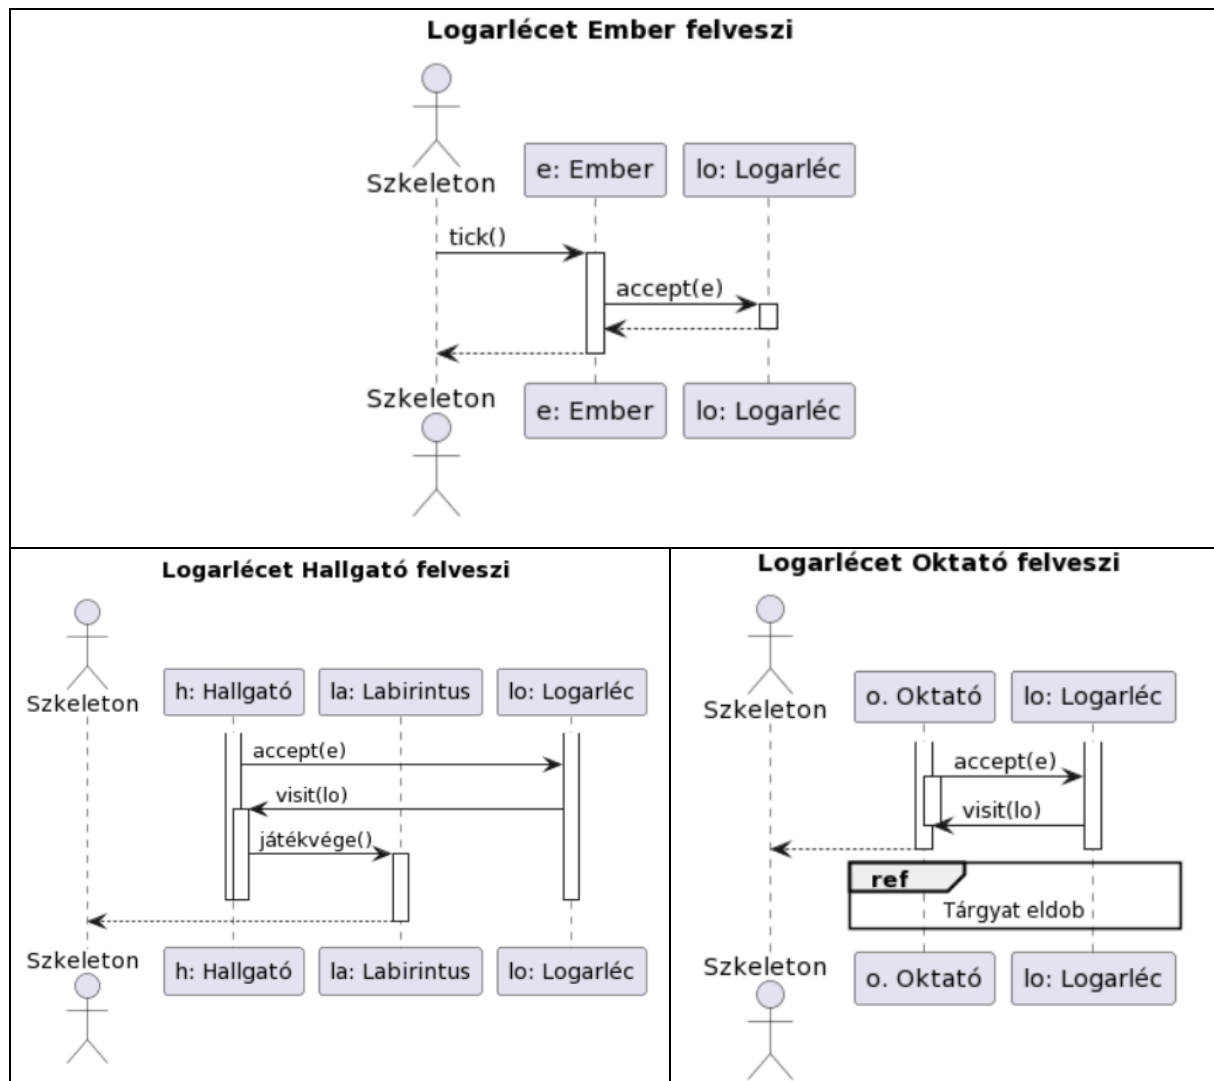 Logarlécet Ember felveszi
Szkeleton
e: Ember
lo: Logarléc
tick()
accept(e)
Szkeleton
e: Ember
lo: Logarléc
Logarlécet Hallgató felveszi
Szkeleton
h: Hallgató
la: Labirintus
lo: Logarléc
accept(e)
visit(lo)
játékvége()
Szkeleton
h: Hallgató
la: Labirintus
lo: Logarléc
Logarlécet Oktató felveszi
Szkeleton
o. Oktató
lo: Logarléc
accept(e)
visit(lo)
ref
Tárgyat eldob
Szkeleton
o. Oktató
lo: Logarléc